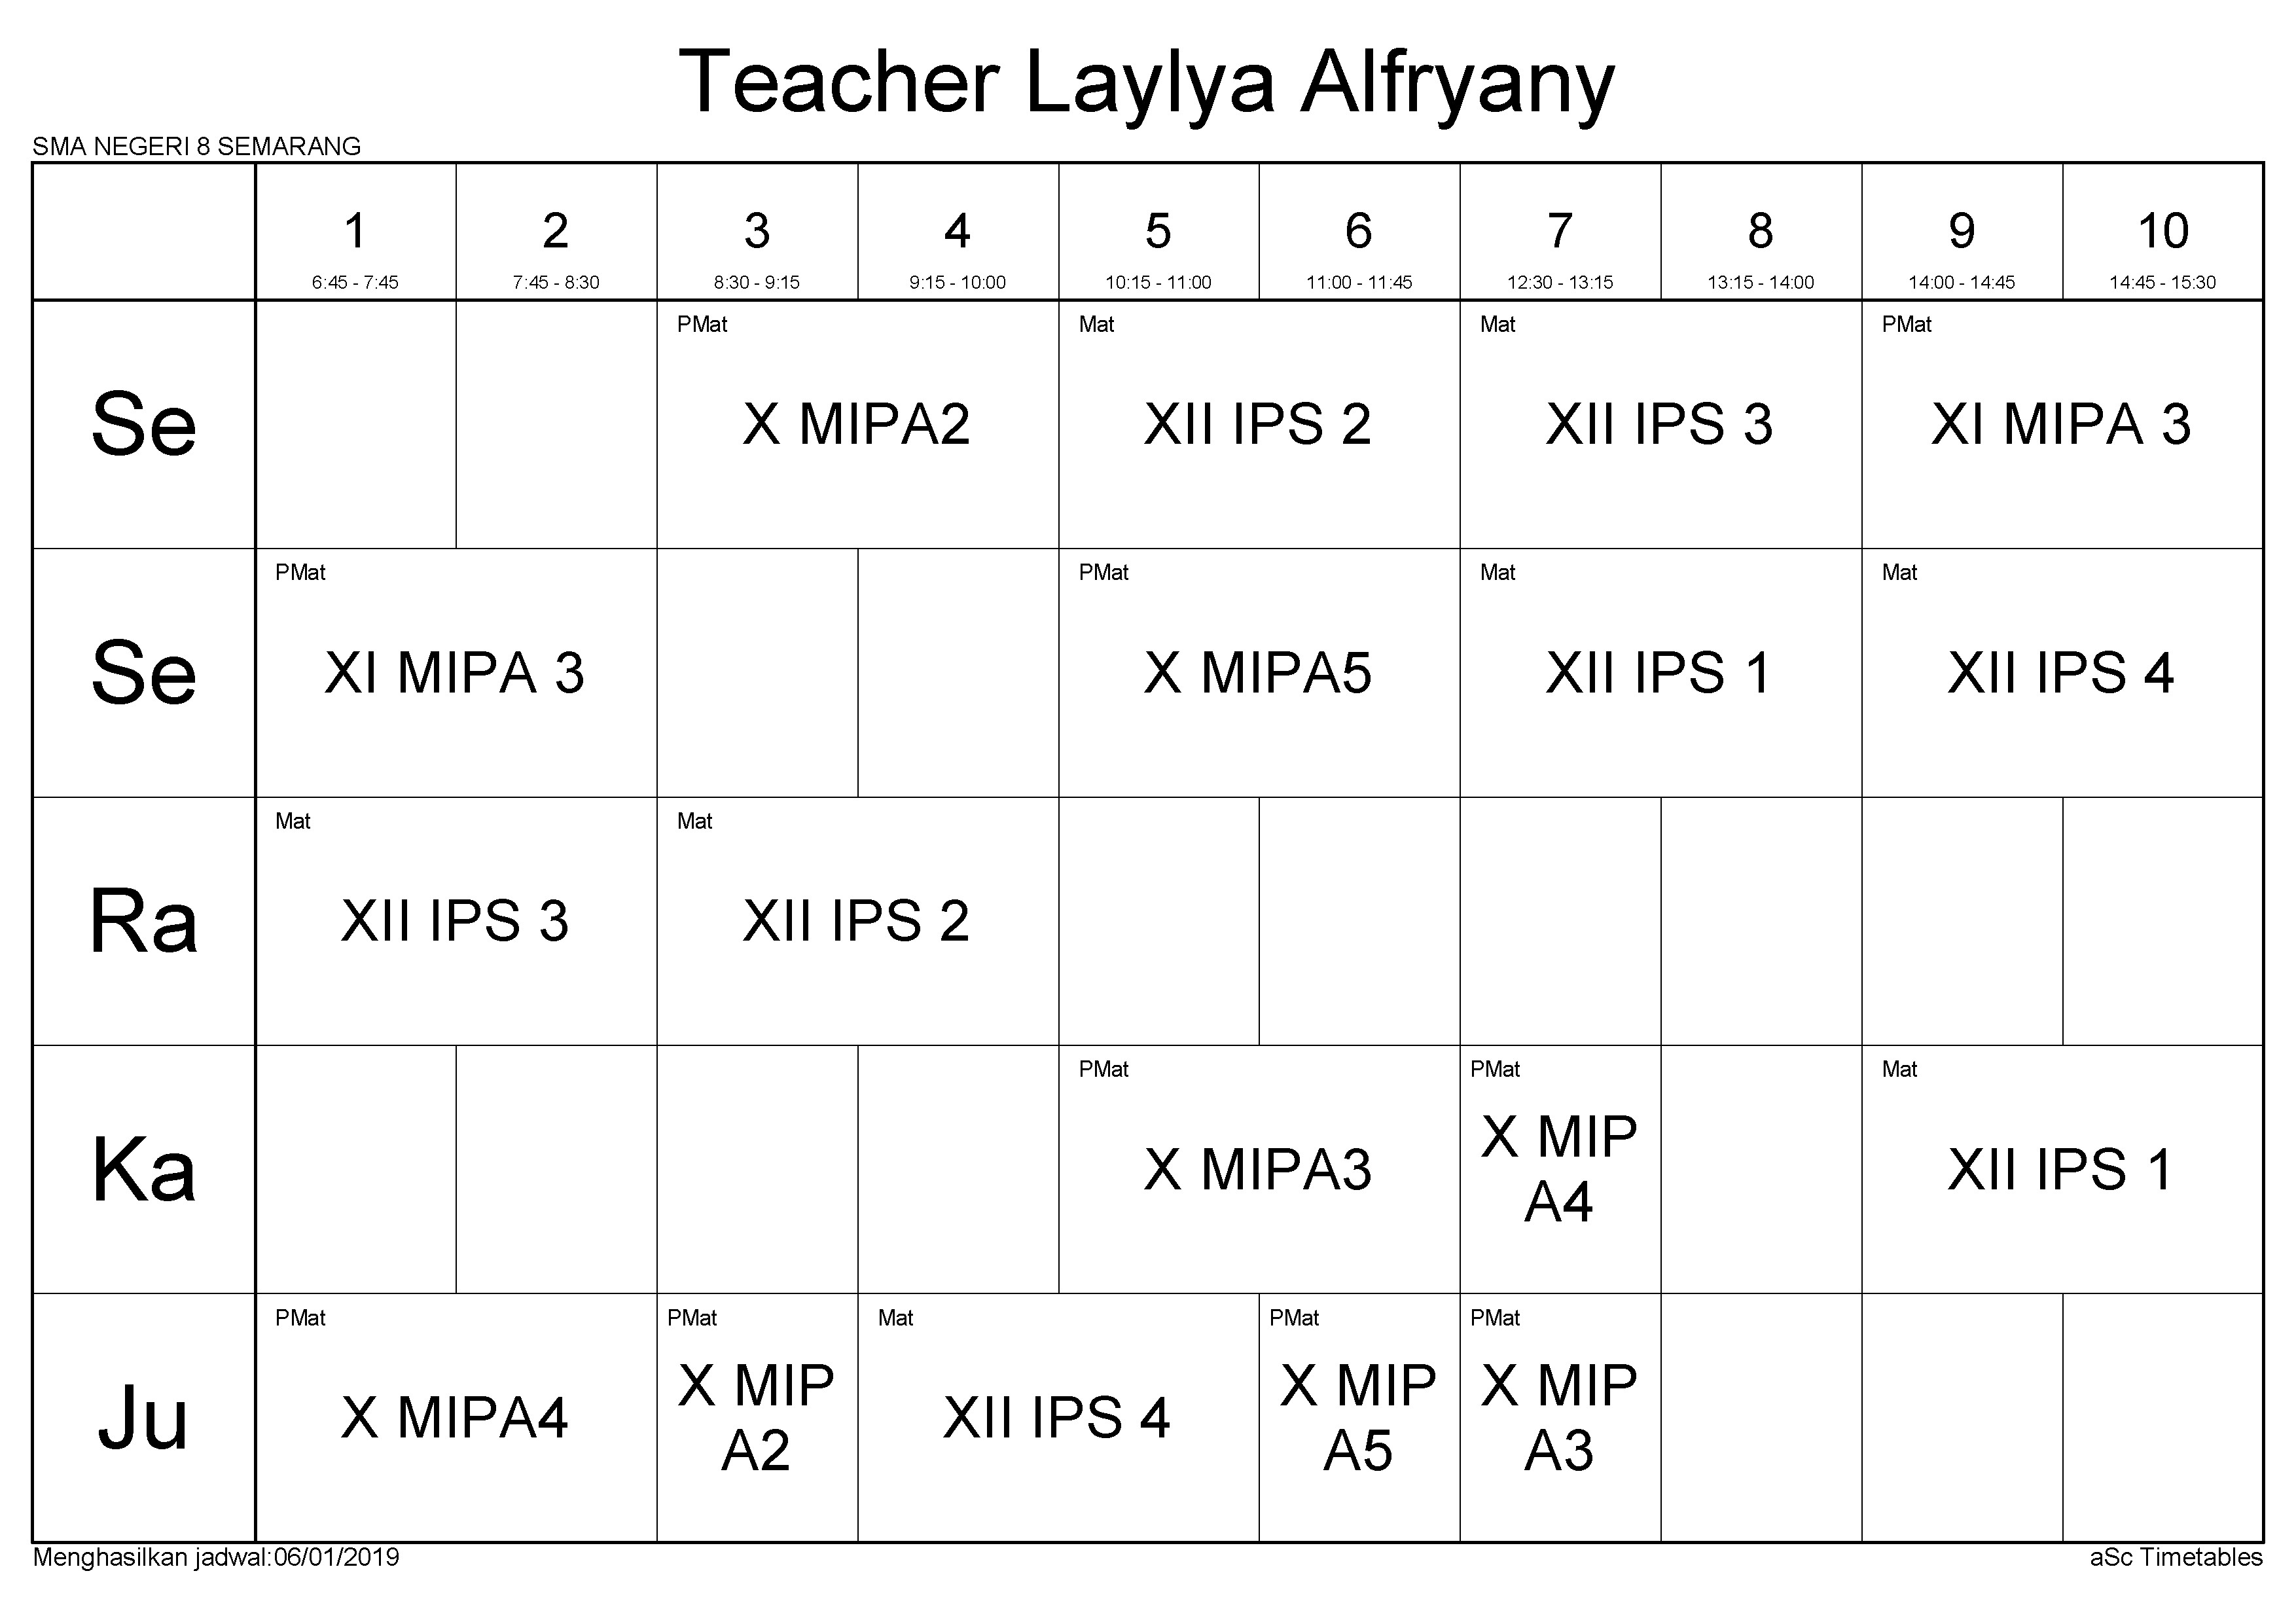 Teacher Laylya Alfryany
SMA NEGERI 8 SEMARANG
1 2 3 4 5 6 7 8 9 10
6:45 - 7:45 7:45 - 8:30 8:30 - 9:15 9:15 - 10:00 10:15 - 11:00 11:00 - 11:45 12:30 - 13:15 13:15 - 14:00 14:00 - 14:45 14:45 - 15:30
PMat Mat Mat PMat
Se X MIPA2 XII IPS 2 XII IPS 3 XI MIPA 3
PMat PMat Mat Mat
Se XI MIPA 3 X MIPA5 XII IPS 1 XII IPS 4
Mat Mat
Ra XII IPS 3 XII IPS 2
PMat PMat Mat
Ka X MIPA3 X MIP
A4 XII IPS 1
PMat PMat Mat PMat PMat
Ju X MIPA4 X MIP
A2 XII IPS 4 X MIP
A5 X MIP
A3
Menghasilkan jadwal:06/01/2019
aSc Timetables